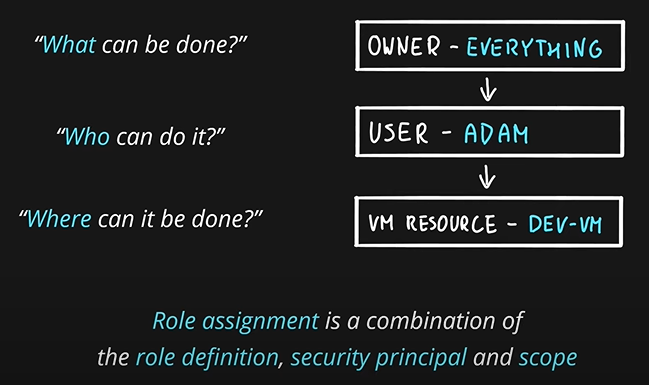 “What can be done?”
OWNER - EVERYTHING
“Who can do it?”
USER - ADAM
“Where can it be done?”
VM RESOURCE - DEV-VM
Role assignment is a combination of
the role definition, security principal and scope